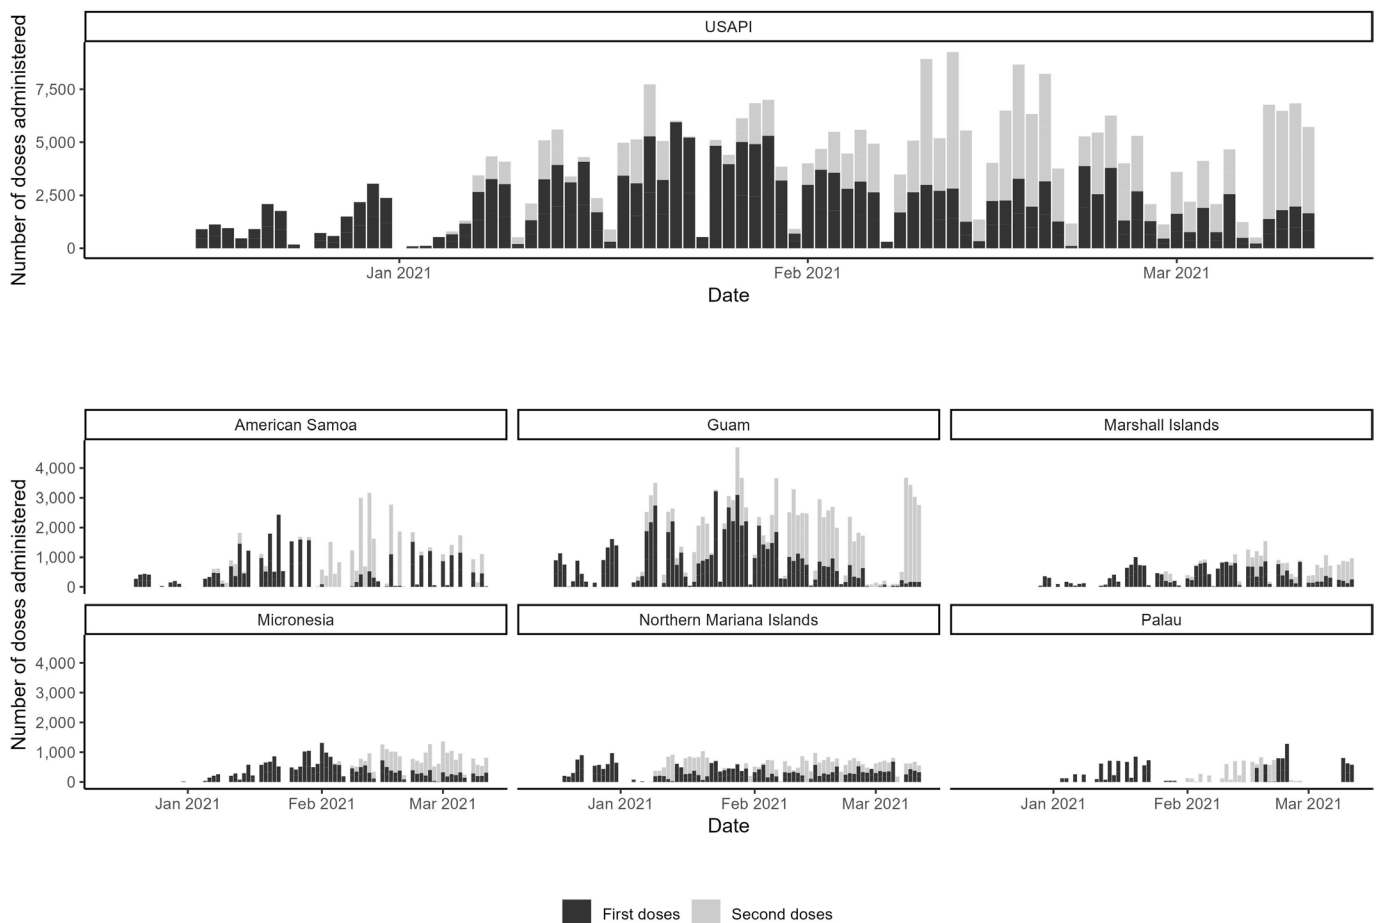 USAPI
Number of doses administered
7,500
5,000
2,500
0
Jan 2021 Feb 2021 Mar 2021
Date
American Samoa Guam Marshall Islands
Number of doses administered
4,000
3,000
2,000
1,000
0
Micronesia Northern Mariana Islands Palau
4,000
3,000
2,000
1,000
0
Jan 2021 Feb 2021 Mar 2021 Jan 2021 Feb 2021 Mar 2021 Jan 2021 Feb 2021 Mar 2021
Date
First doses Second doses